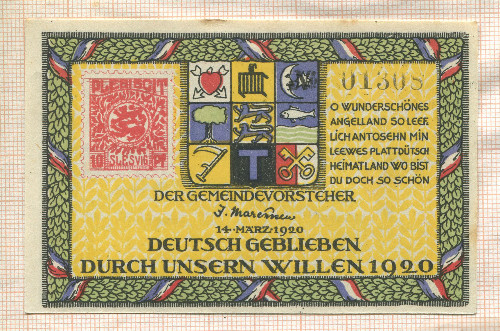 PLEBISCIT
10 SLESVIG PF
01308
O WUNDERSCHÖNES
ANGELLAND SO LEEF
LICH ANTOSEHN MIN
LEEWES PLATTDÜTSCH
HEIMATLAND WO BIST
DU DOCH SO SCHÖN
T
DER GEMEINDEVORSTEHER
14·MÄRZ·1920
DEUTSCH GEBLIEBEN
DURCH UNSERN WILLEN 1920